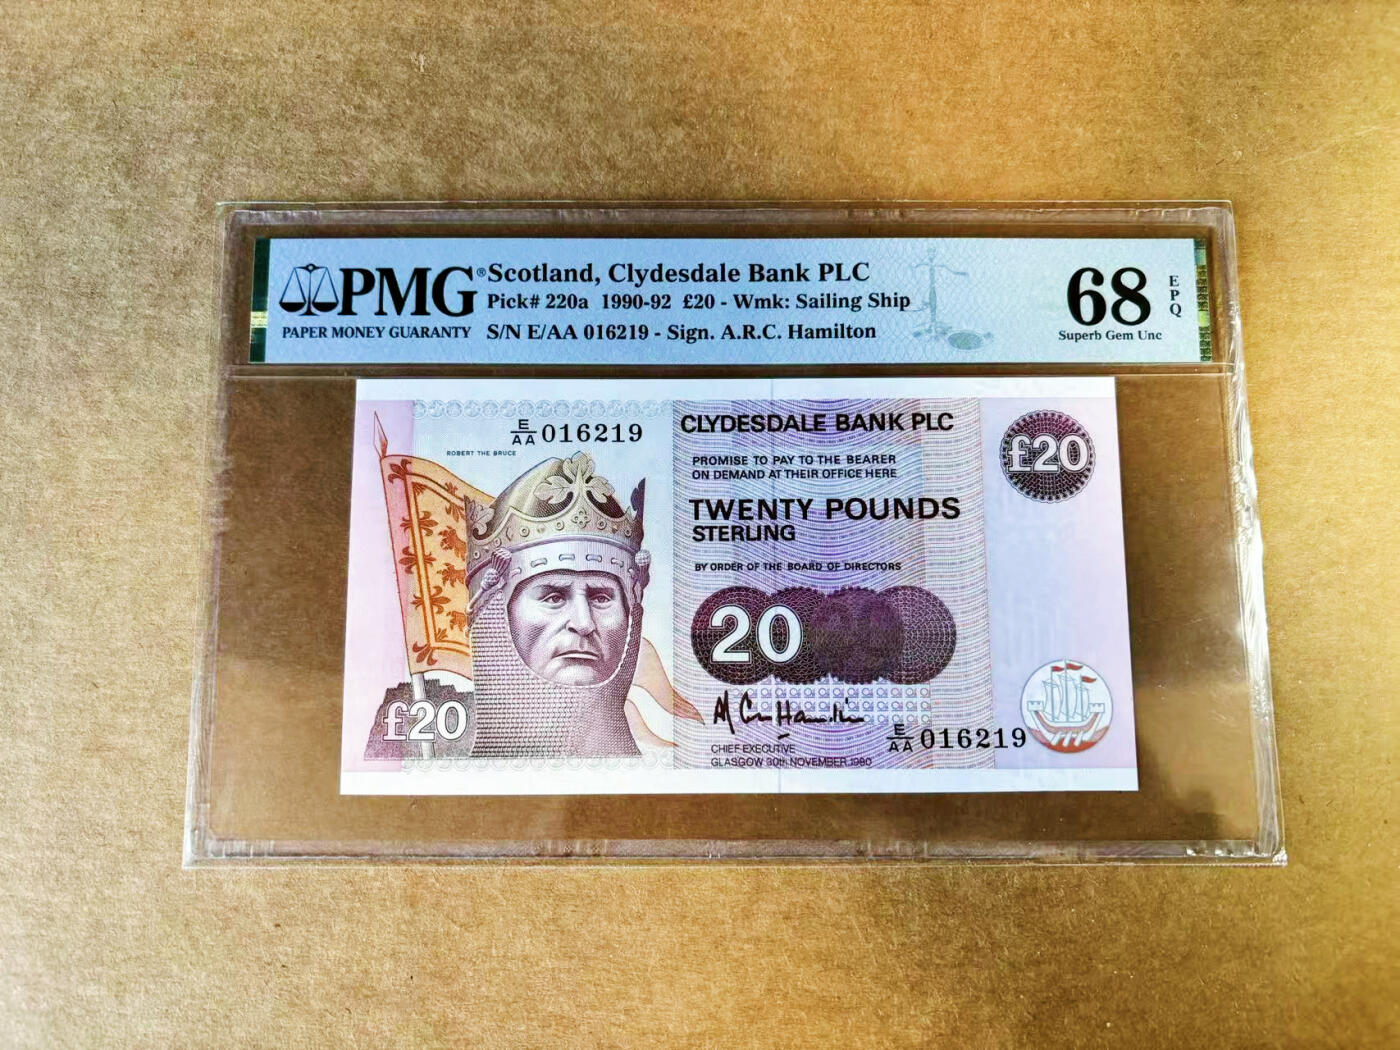 PMG®
PAPER MONEY GUARANTY
Scotland, Clydesdale Bank PLC
Pick# 220a 1990-92 £20 - Wmk: Sailing Ship
S/N E/AA 016219 - Sign. A.R.C. Hamilton
68
EPQ
Superb Gem Unc
E/AA 016219
ROBERT THE BRUCE
CLYDESDALE BANK PLC
PROMISE TO PAY TO THE BEARER
ON DEMAND AT THEIR OFFICE HERE
TWENTY POUNDS
STERLING
BY ORDER OF THE BOARD OF DIRECTORS
£20
20
£20
CHIEF EXECUTIVE
GLASGOW 30th NOVEMBER 1990
E/AA 016219